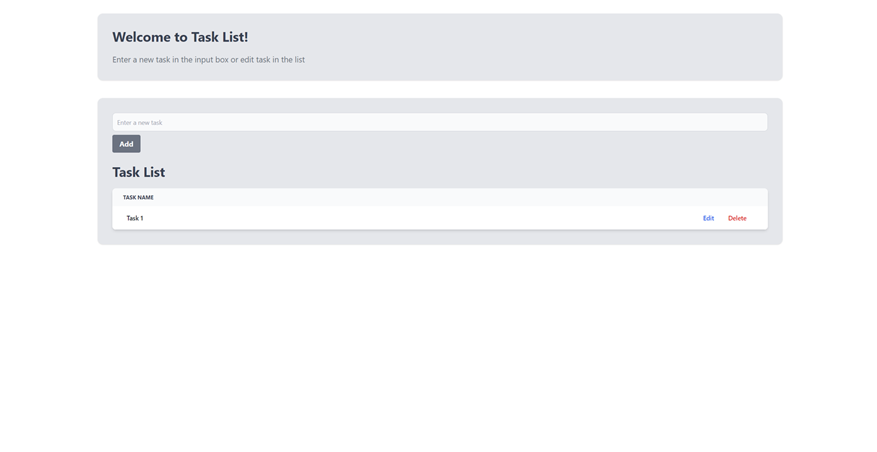 Welcome to Task List!
Enter a new task in the input box or edit task in the list
Enter a new task
Add
Task List
TASK NAME
Task 1 Edit Delete